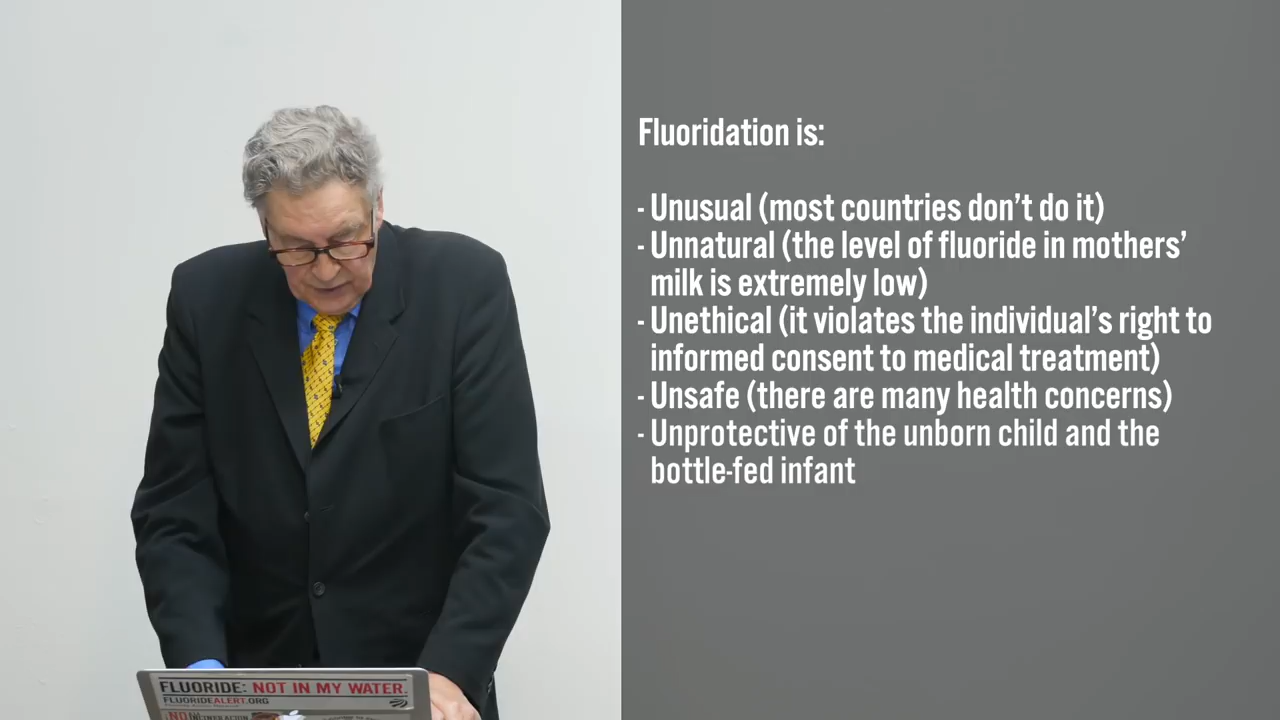 Fluoridation is:
- Unusual (most countries don't do it)
- Unnatural (the level of fluoride in mothers'
milk is extremely low)
- Unethical (it violates the individual's right to
informed consent to medical treatment)
- Unsafe (there are many health concerns)
- Unprotective of the unborn child and the
bottle-fed infant
FLUORIDE: NOT IN MY WATER.
FLUORIDEALERT.ORG